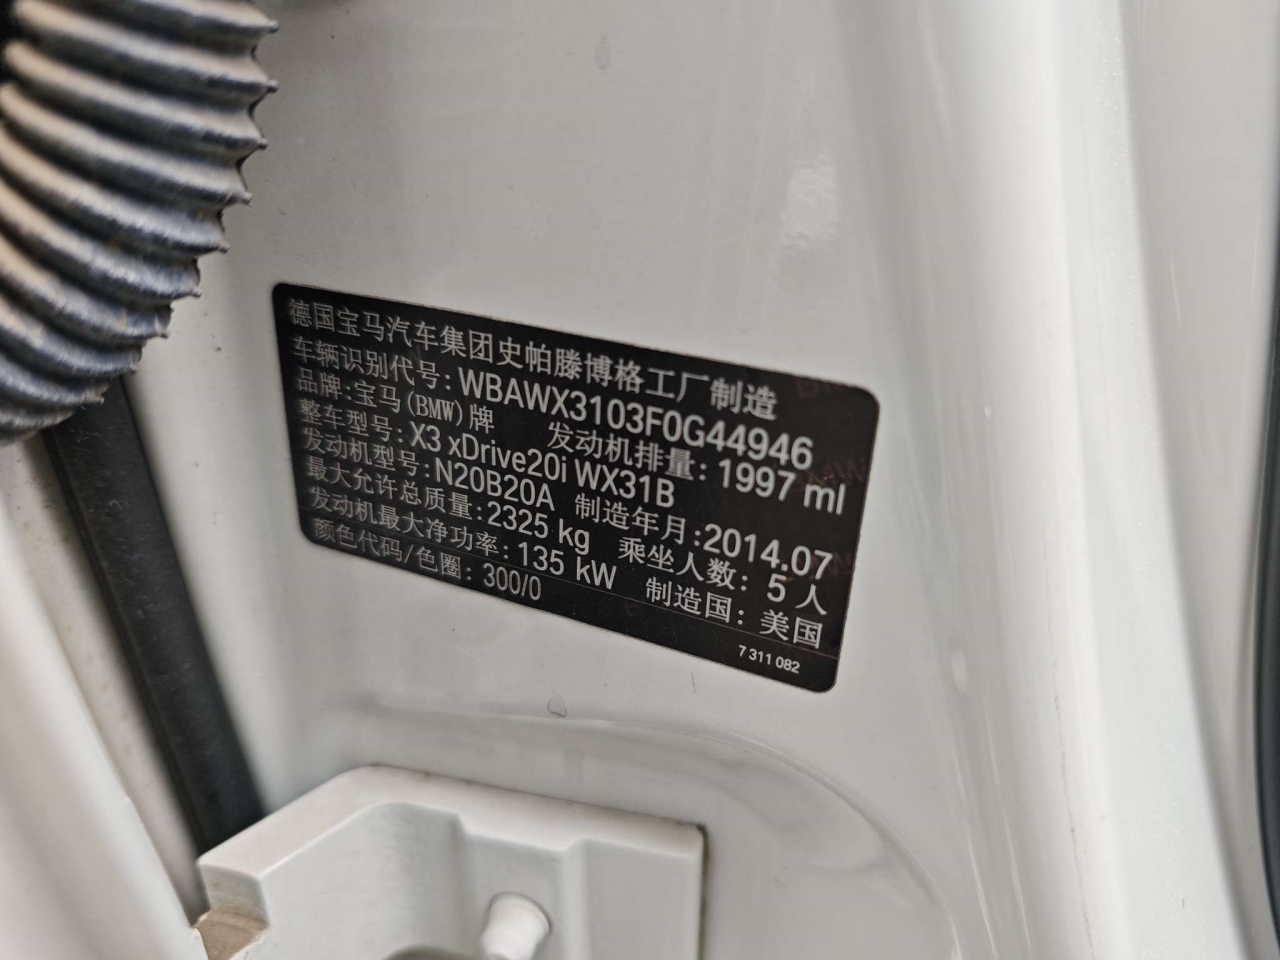 德国宝马汽车集团史帕滕博格工厂制造
车辆识别代号: WBAWX3103F0G44946
品牌:宝马(BMW)牌 发动机排量: 1997 ml
整车型号: X3 xDrive20i WX31B
发动机型号: N20B20A 制造年月:2014.07
最大允许总质量:2325 kg 乘坐人数: 5 人
发动机最大净功率: 135 kW 制造国: 美国
颜色代码/色圈: 300/0
7 311 082